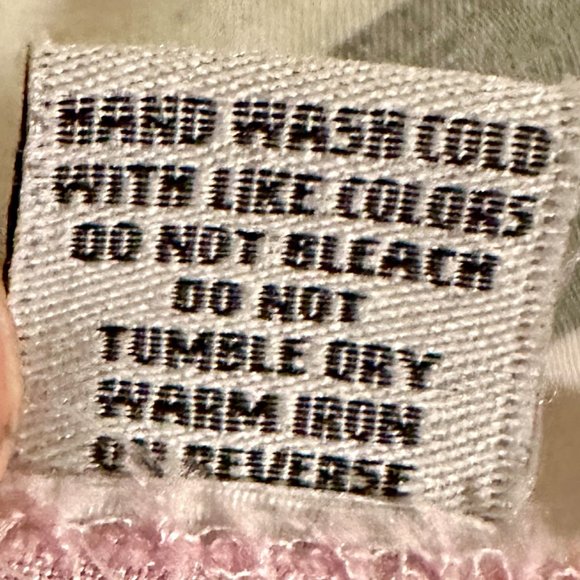 HAND WASH COLD
WITH LIKE COLORS
DO NOT BLEACH
DO NOT
TUMBLE DRY
WARM IRON
ON REVERSE